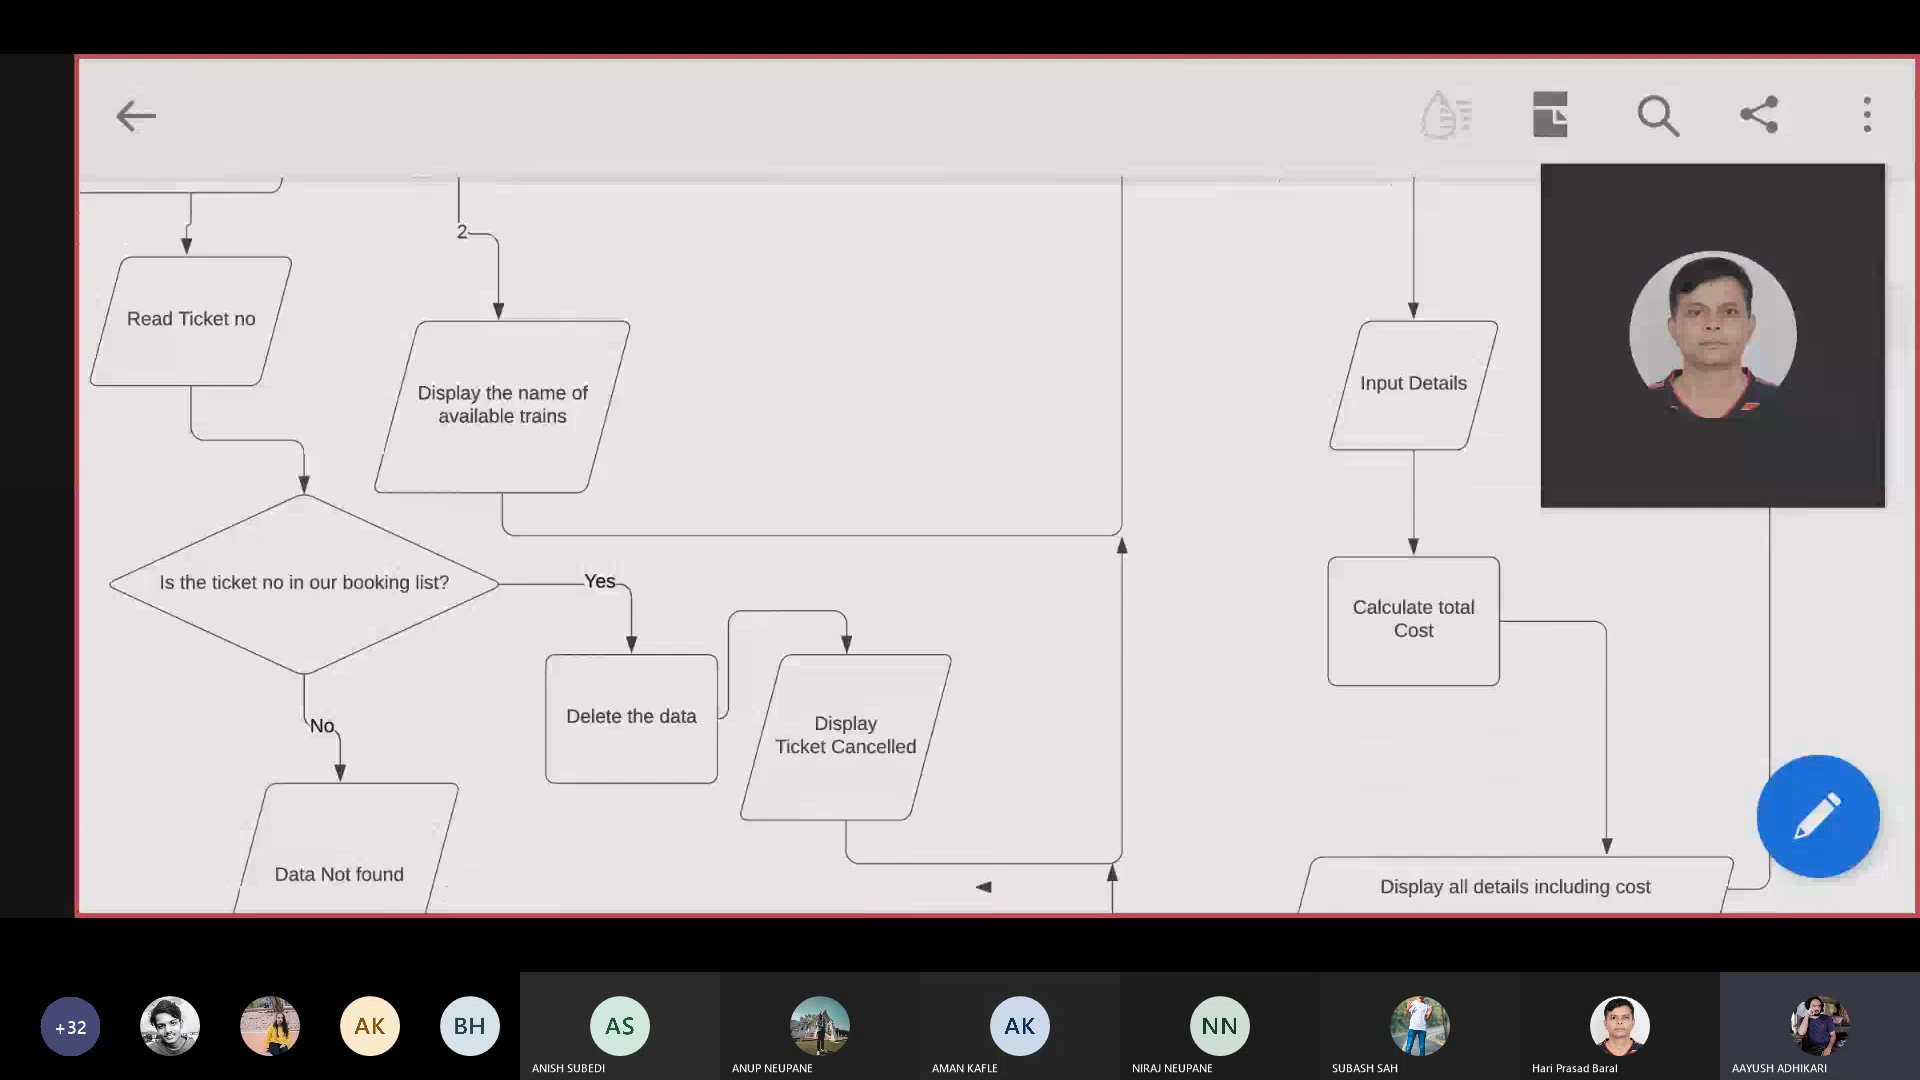 2
Read Ticket no
Display the name of
available trains
Input Details
Is the ticket no in our booking list?
Yes
Calculate total
Cost
Delete the data
Display
Ticket Cancelled
No
Data Not found
Display all details including cost
+32
AK
BH
AS
ANISH SUBEDI
ANUP NEUPANE
AK
AMAN KAFLE
NN
NIRAJ NEUPANE
SUBASH SAH
Hari Prasad Baral
AAYUSH ADHIKARI